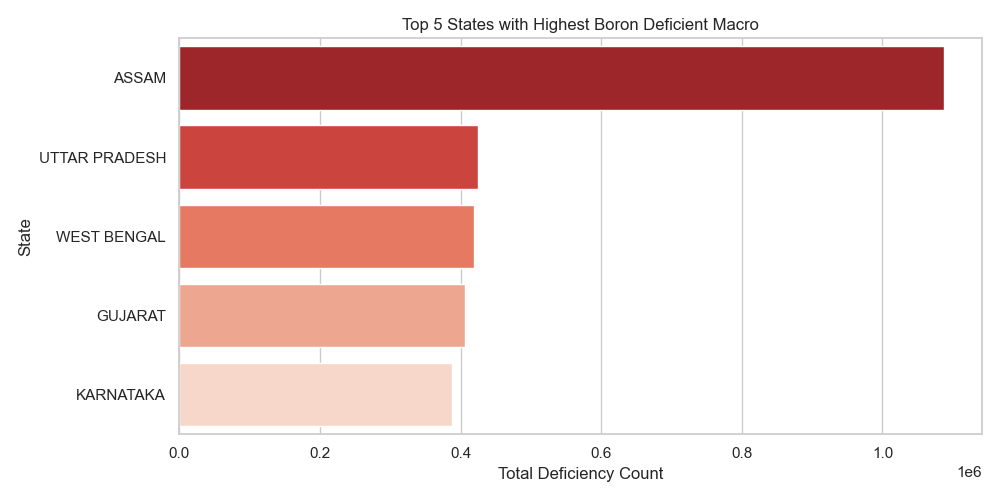 Top 5 States with Highest Boron Deficient Macro
State
ASSAM
UTTAR PRADESH
WEST BENGAL
GUJARAT
KARNATAKA
0.0 0.2 0.4 0.6 0.8 1.0
1e6
Total Deficiency Count